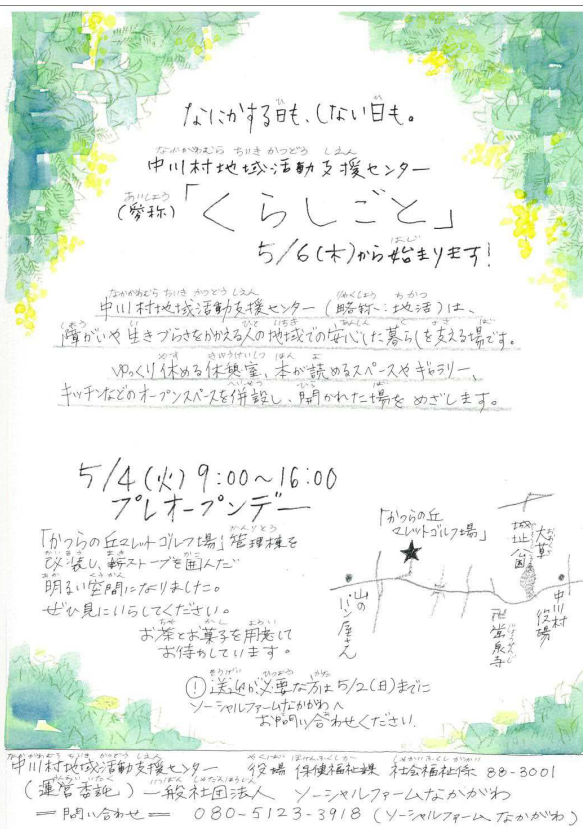 なにかする日も、しない日も。
中川村地域活動支援センター
(愛称)「くらしごと」
5/6(木)から始まります!
中川村地域活動支援センター(略称:地活)は、
障がいや生きづらさをかかえる人の地域での安心した暮らしを支える場です。
ゆっくり休める休憩室、本が読めるスペースやギャラリー、
キッチンなどのオープンスペースを併設し、開かれた場をめざします。
5/4(火)9:00~16:00
プレオープンデー
「かつらの丘マレットゴルフ場」管理棟を
改装し、薪ストーブを囲んだ
明るい空間になりました。
ぜひ見にいらしてください。
お茶とお菓子を用意して
お待ちしています。
「かつらの丘
マレットゴルフ場」
大草
城址公園
中川村
役場
山の
パン屋さん
卍
泉寺
!送迎が必要な方は5/2(日)までに
ソーシャルファームなかがわへ
お問い合わせください.
中川村地域活動支援センター 役場 保健福祉課 社会福祉係 88-3001
(運営委託)一般社団法人 ソーシャルファームなかがわ
=問い合わせ= 080-5123-3918(ソーシャルファームなかがわ)